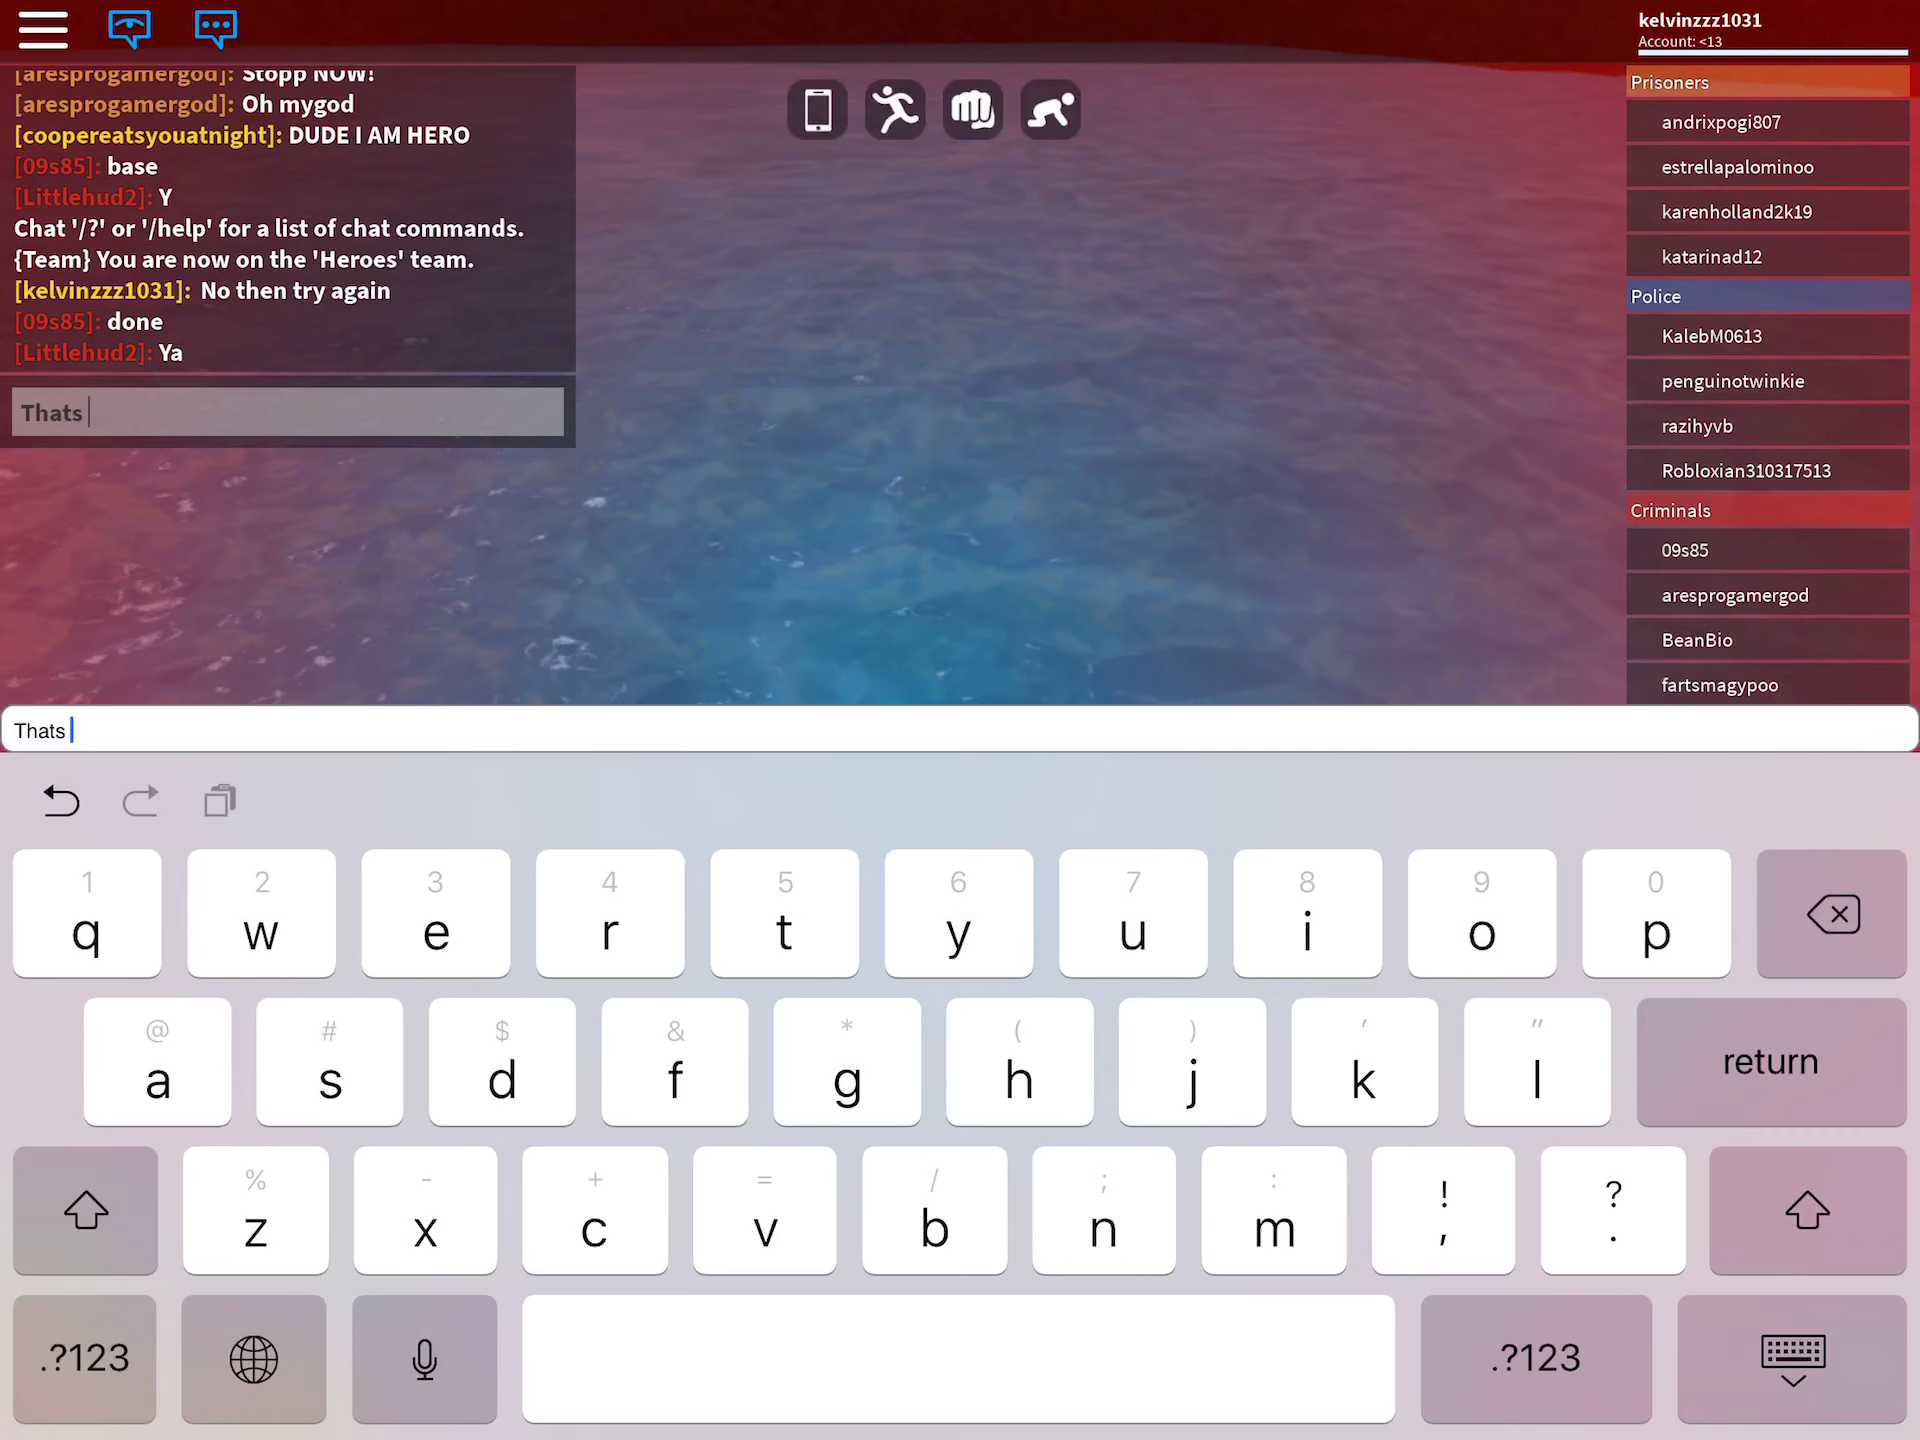 kelvinzzz1031
Account: <13
[aresprogamergod]: Stopp NOW!
[aresprogamergod]: Oh mygod
[coopereatsyouatnight]: DUDE I AM HERO
[09s85]: base
[Littlehud2]: Y
Chat '/?' or '/help' for a list of chat commands.
{Team} You are now on the 'Heroes' team.
[kelvinzzz1031]: No then try again
[09s85]: done
[Littlehud2]: Ya
Thats
Prisoners
andrixpogi807
estrellapalominoo
karenholland2k19
katarinad12
Police
KalebM0613
penguinotwinkie
razihyvb
Robloxian310317513
Criminals
09s85
aresprogamergod
BeanBio
fartsmagypoo
Thats
1 2 3 4 5 6 7 8 9 0
q w e r t y u i o p
@ # $ & * ( ) ' "
a s d f g h j k l return
% - + = / ; : ! ?
z x c v b n m , .
.?123 .?123